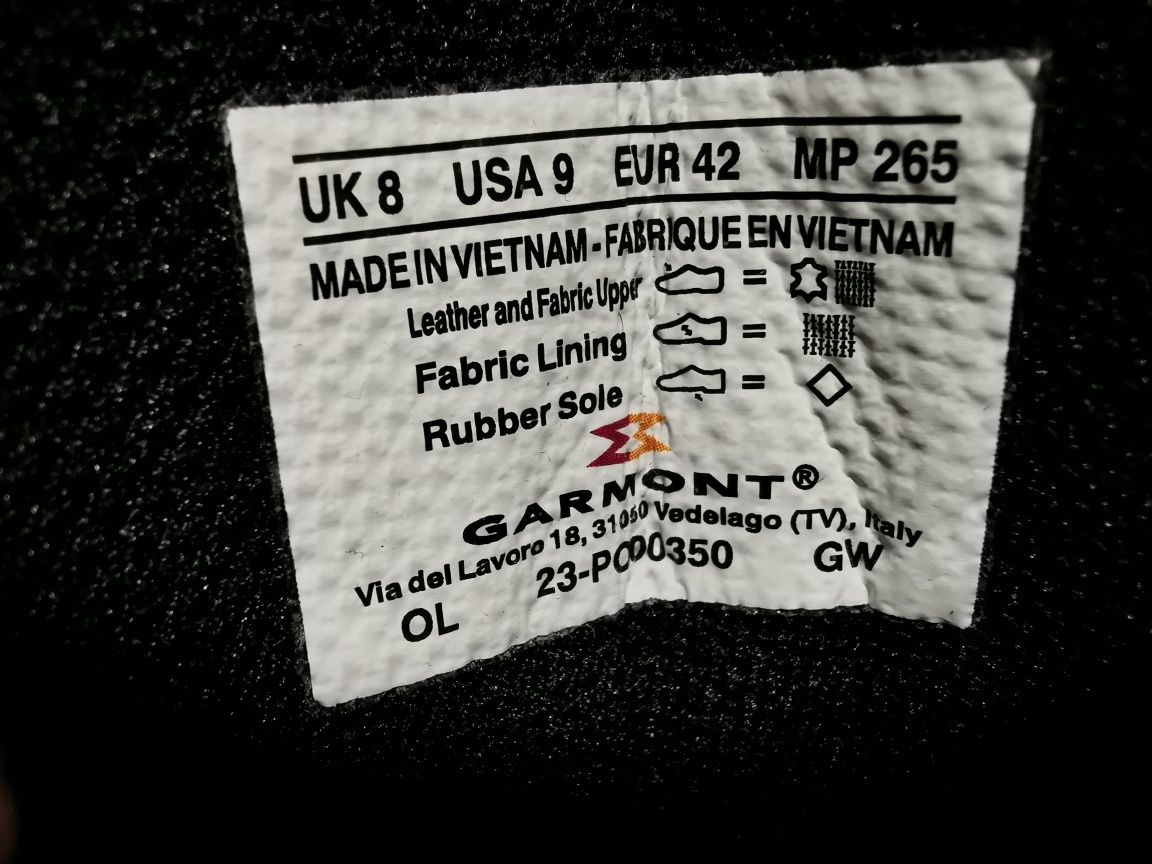 UK 8 USA 9 EUR 42 MP 265
MADE IN VIETNAM - FABRIQUE EN VIETNAM
Leather and Fabric Upper =
Fabric Lining =
Rubber Sole =
GARMONT®
Via del Lavoro 18, 31050 Vedelago (TV), Italy
OL 23-PO00350 GW